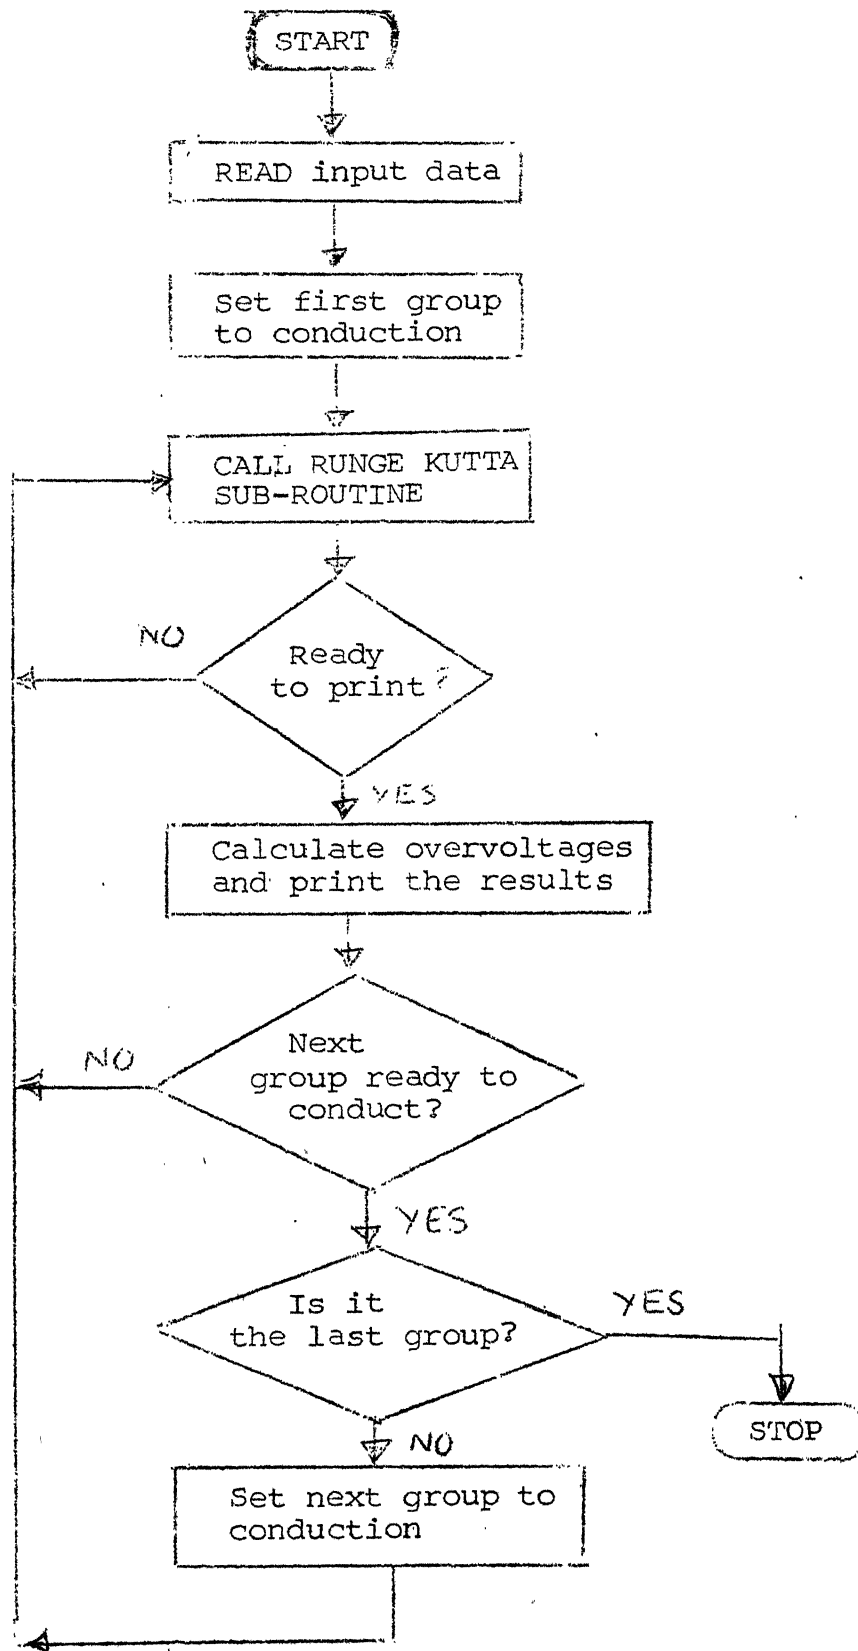 START
READ input data
Set first group
to conduction
CALL RUNGE KUTTA
SUB-ROUTINE
NO
Ready
to print?
YES
Calculate overvoltages
and print the results
Next
group ready to
conduct?
NO
YES
Is it
the last group?
YES
STOP
NO
Set next group to
conduction